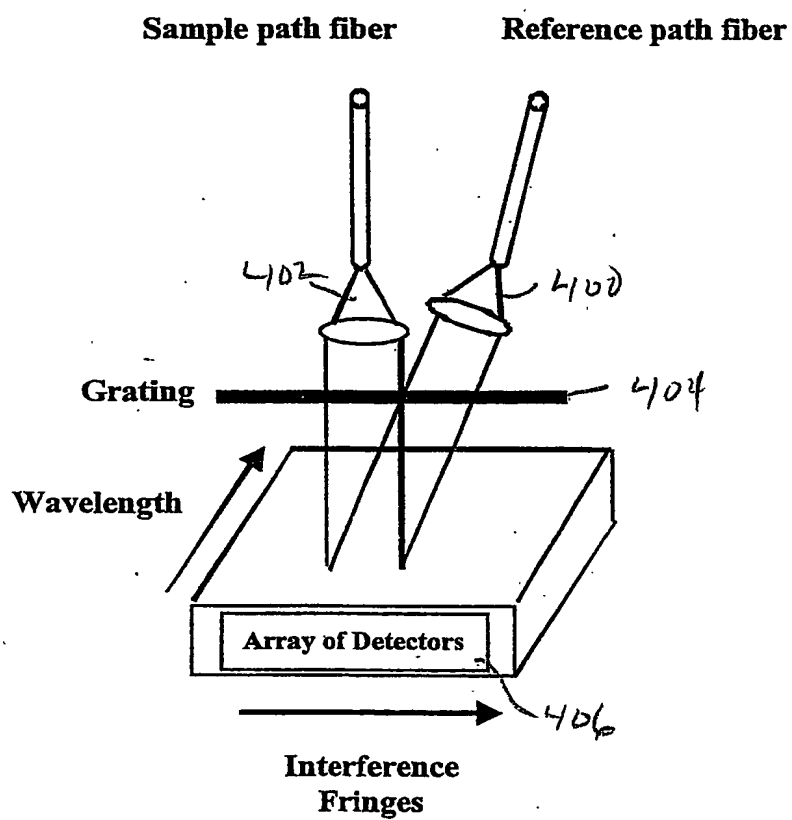 Sample path fiber
Reference path fiber
402
400
Grating
404
Wavelength
Array of Detectors
406
Interference
Fringes